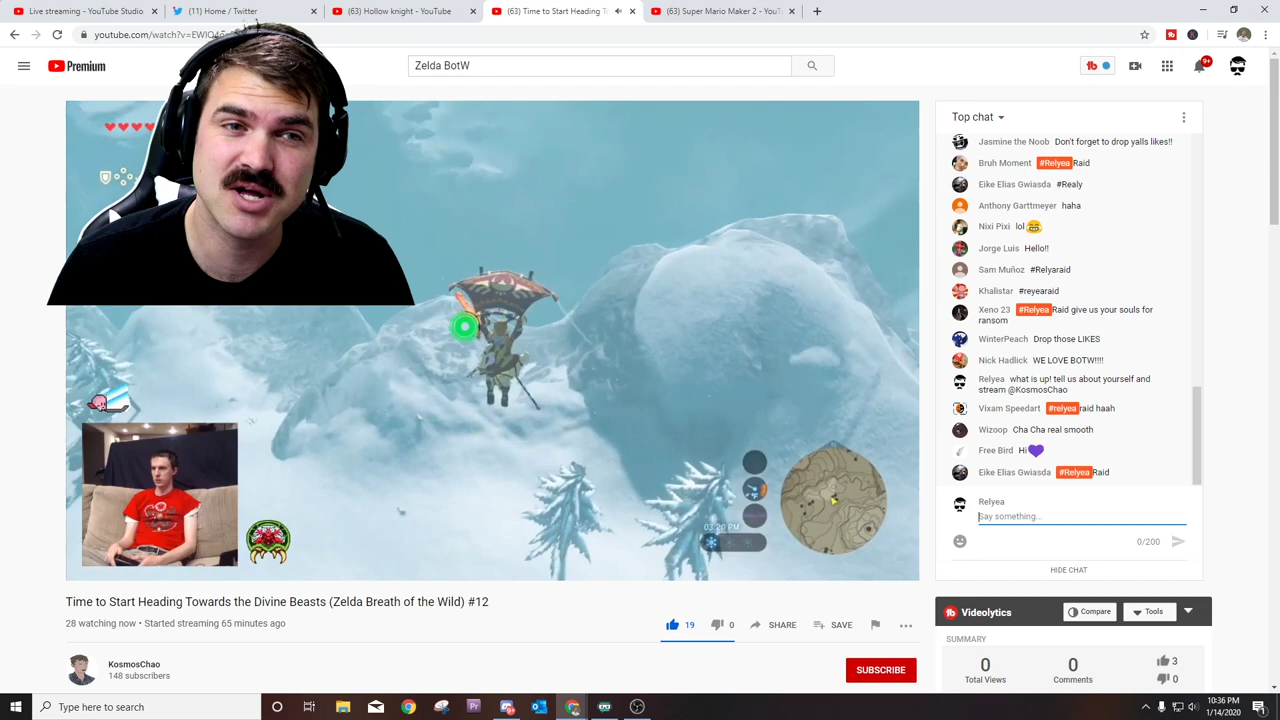 Live streaming - YouTube Studio
(11) Home / Twitter
(63) Hollow knight - YouTube
(63) Time to Start Heading To
(63) Super Mario Maker 2 - YouT
youtube.com/watch?v=EWIO4
Premium
Zelda BotW
9+
Top chat
Jasmine the Noob Don't forget to drop yalls likes!!
Bruh Moment #Relyea Raid
Eike Elias Gwiasda #Realy
Anthony Garttmeyer haha
Nixi Pixi lol
Jorge Luis Hello!!
Sam Muñoz #Relyaraid
Khalistar #reyearaid
Xeno 23 #Relyea Raid give us your souls for
ransom
WinterPeach Drop those LIKES
Nick Hadlick WE LOVE BOTW!!!!
Relyea what is up! tell us about yourself and
stream @KosmosChao
Vixam Speedart #relyea raid haah
Wizoop Cha Cha real smooth
Free Bird Hi
Eike Elias Gwiasda #Relyea Raid
Relyea
Say something...
0/200
HIDE CHAT
03:20 PM
Time to Start Heading Towards the Divine Beasts (Zelda Breath of the Wild) #12
28 watching now • Started streaming 65 minutes ago
19
0
SHARE
SAVE
KosmosChao
148 subscribers
SUBSCRIBE
Videolytics
Compare
Tools
SUMMARY
0
Total Views
0
Comments
3
0
Type here to search
10:36 PM
1/14/2020